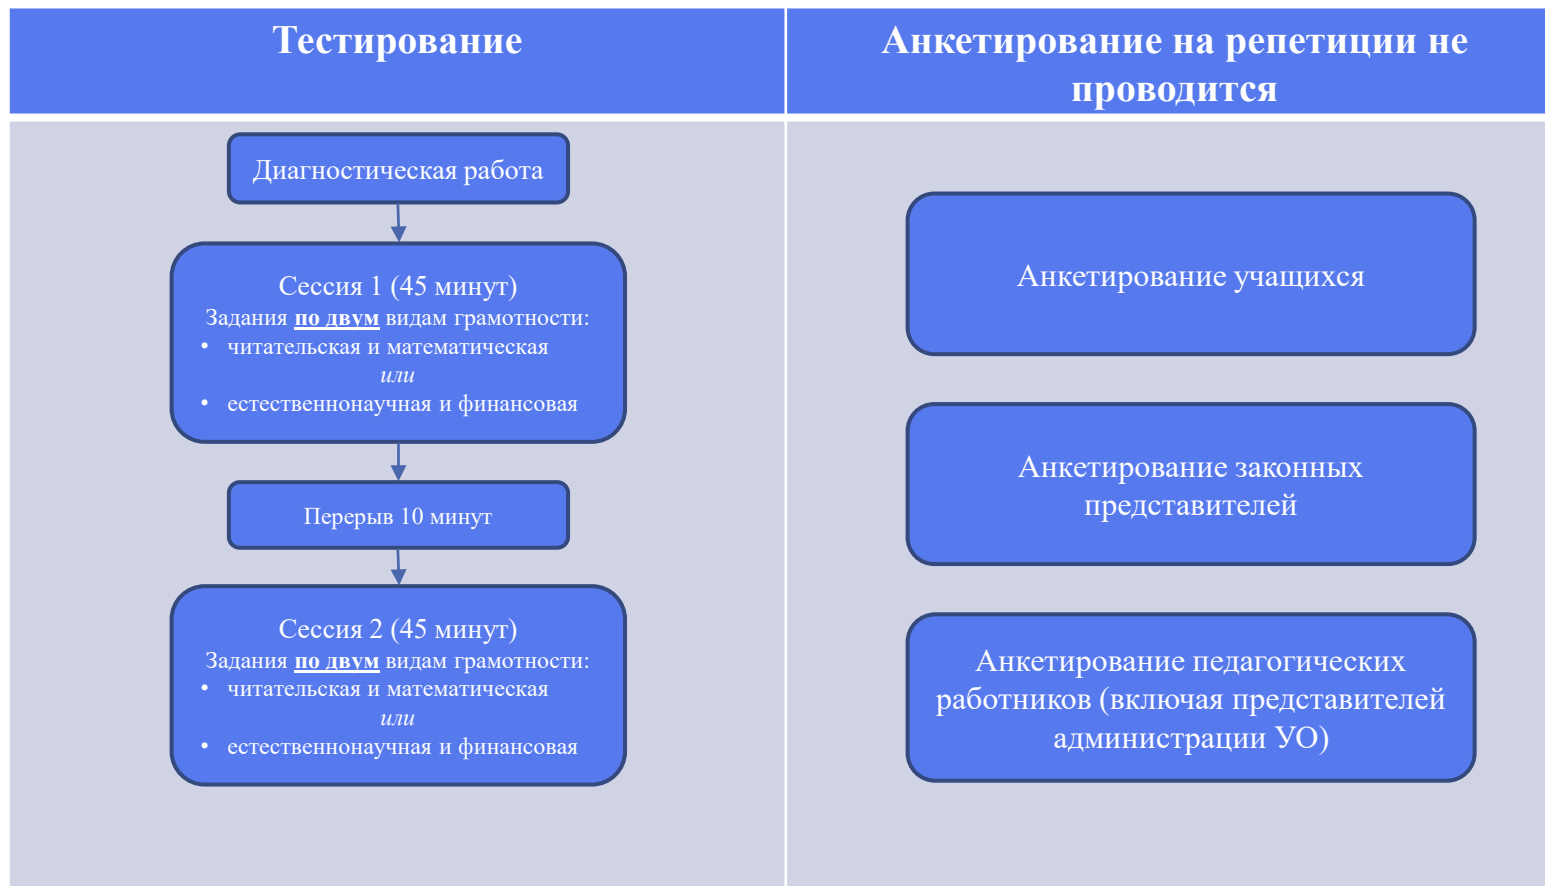 Тестирование
Анкетирование на репетиции не
проводится
Диагностическая работа
Сессия 1 (45 минут)
Задания по двум видам грамотности:
• читательская и математическая
или
• естественнонаучная и финансовая
Перерыв 10 минут
Сессия 2 (45 минут)
Задания по двум видам грамотности:
• читательская и математическая
или
• естественнонаучная и финансовая
Анкетирование учащихся
Анкетирование законных
представителей
Анкетирование педагогических
работников (включая представителей
администрации УО)